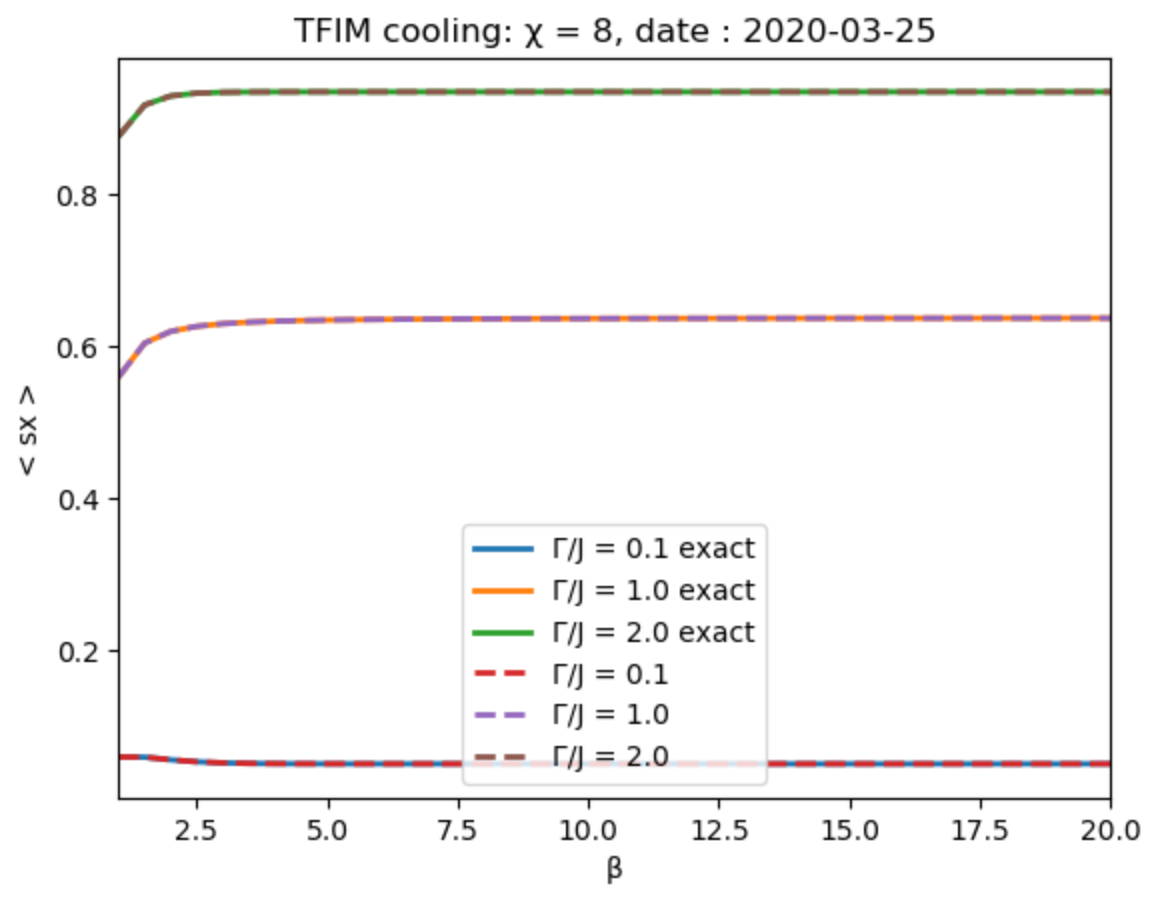 TFIM cooling: χ = 8, date : 2020-03-25
< sx >
0.8
0.6
0.4
0.2
Γ/J = 0.1 exact
Γ/J = 1.0 exact
Γ/J = 2.0 exact
Γ/J = 0.1
Γ/J = 1.0
Γ/J = 2.0
2.5 5.0 7.5 10.0 12.5 15.0 17.5 20.0
β